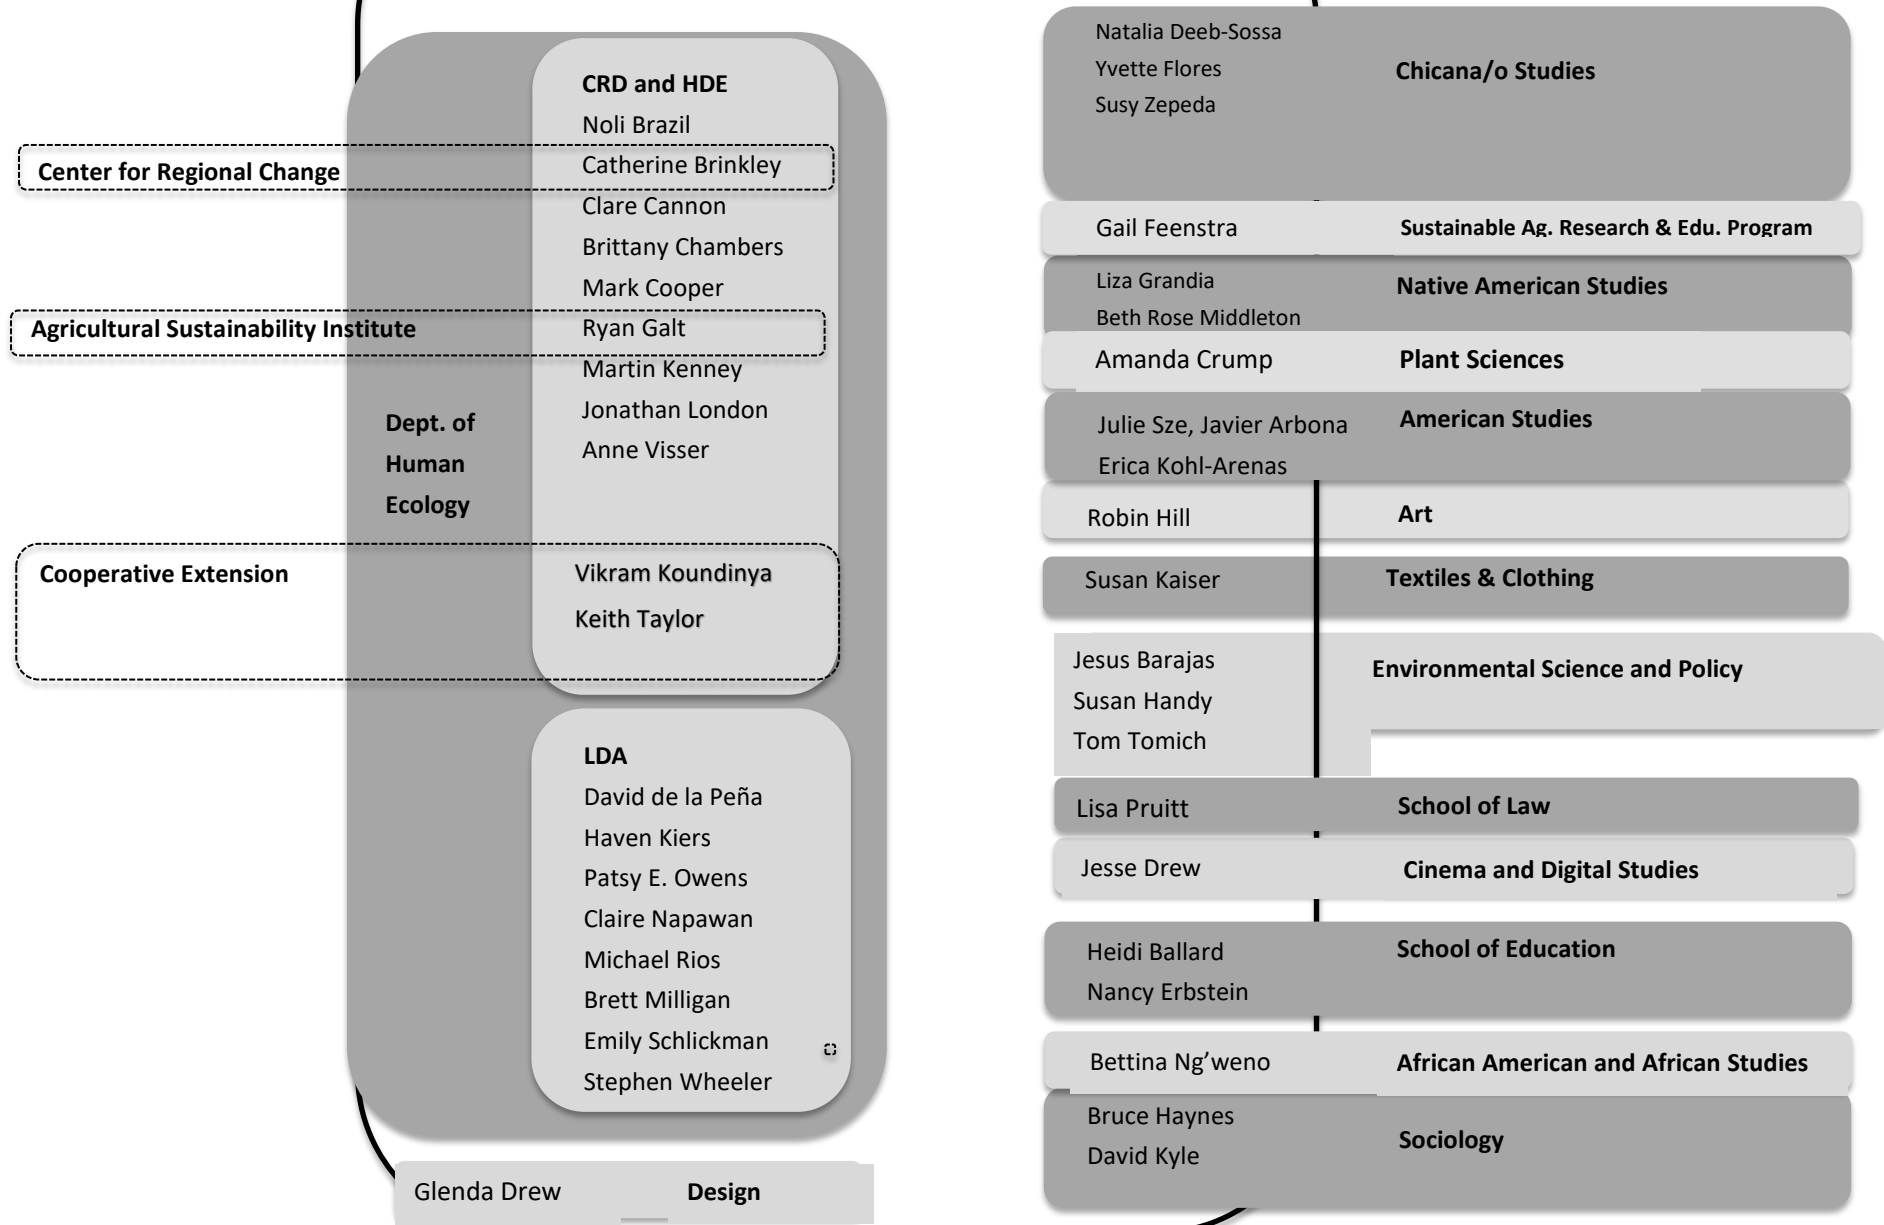 CRD and HDE
Noli Brazil
Center for Regional Change
Catherine Brinkley
Clare Cannon
Brittany Chambers
Mark Cooper
Agricultural Sustainability Institute
Ryan Galt
Martin Kenney
Jonathan London
Anne Visser
Dept. of
Human
Ecology
Cooperative Extension
Vikram Koundinya
Keith Taylor
LDA
David de la Peña
Haven Kiers
Patsy E. Owens
Claire Napawan
Michael Rios
Brett Milligan
Emily Schlickman
Stephen Wheeler
Glenda Drew
Design
Natalia Deeb-Sossa
Yvette Flores
Susy Zepeda
Chicana/o Studies
Gail Feenstra
Sustainable Ag. Research & Edu. Program
Liza Grandia
Beth Rose Middleton
Native American Studies
Amanda Crump
Plant Sciences
Julie Sze, Javier Arbona
Erica Kohl-Arenas
American Studies
Robin Hill
Art
Susan Kaiser
Textiles & Clothing
Jesus Barajas
Susan Handy
Tom Tomich
Environmental Science and Policy
Lisa Pruitt
School of Law
Jesse Drew
Cinema and Digital Studies
Heidi Ballard
Nancy Erbstein
School of Education
Bettina Ng’weno
African American and African Studies
Bruce Haynes
David Kyle
Sociology